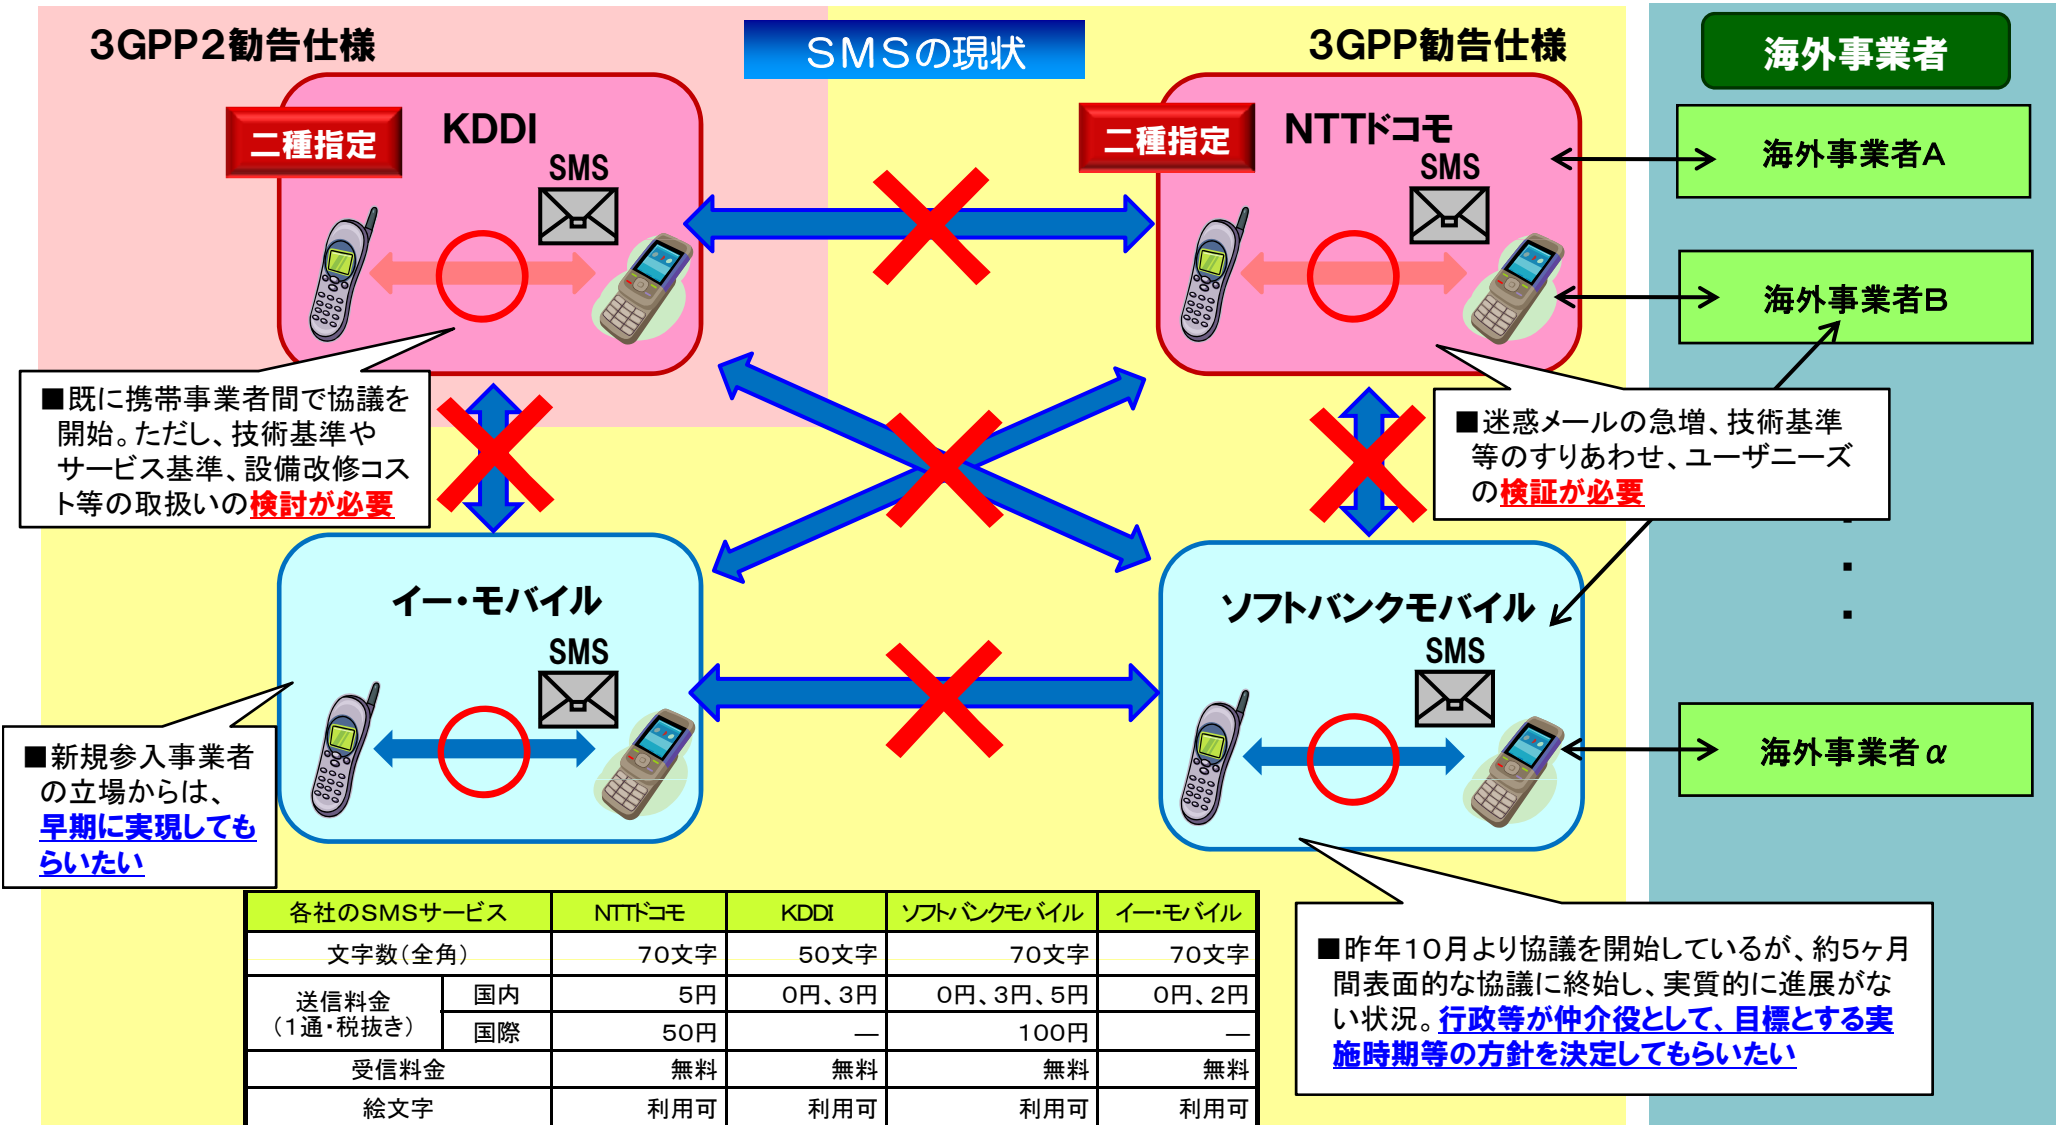 3GPP2勧告仕様
SMSの現状
3GPP勧告仕様
海外事業者
二種指定
KDDI
SMS
二種指定
NTTドコモ
SMS
海外事業者A
海外事業者B
■既に携帯事業者間で協議を
開始。ただし、技術基準や
サービス基準、設備改修コス
ト等の取扱いの検討が必要
■迷惑メールの急増、技術基準
等のすりあわせ、ユーザニーズ
の検証が必要
イー・モバイル
SMS
ソフトバンクモバイル
SMS
海外事業者α
■新規参入事業者
の立場からは、
早期に実現しても
らいたい
■昨年10月より協議を開始しているが、約5ヶ月
間表面的な協議に終始し、実質的に進展がな
い状況。行政等が仲介役として、目標とする実
施時期等の方針を決定してもらいたい
各社のSMSサービス NTTドコモ KDDI ソフトバンクモバイル イー・モバイル
文字数(全角) 70文字 50文字 70文字 70文字
送信料金
(1通・税抜き)
国内 5円 0円、3円 0円、3円、5円 0円、2円
国際 50円 ― 100円 ―
受信料金 無料 無料 無料 無料
絵文字 利用可 利用可 利用可 利用可